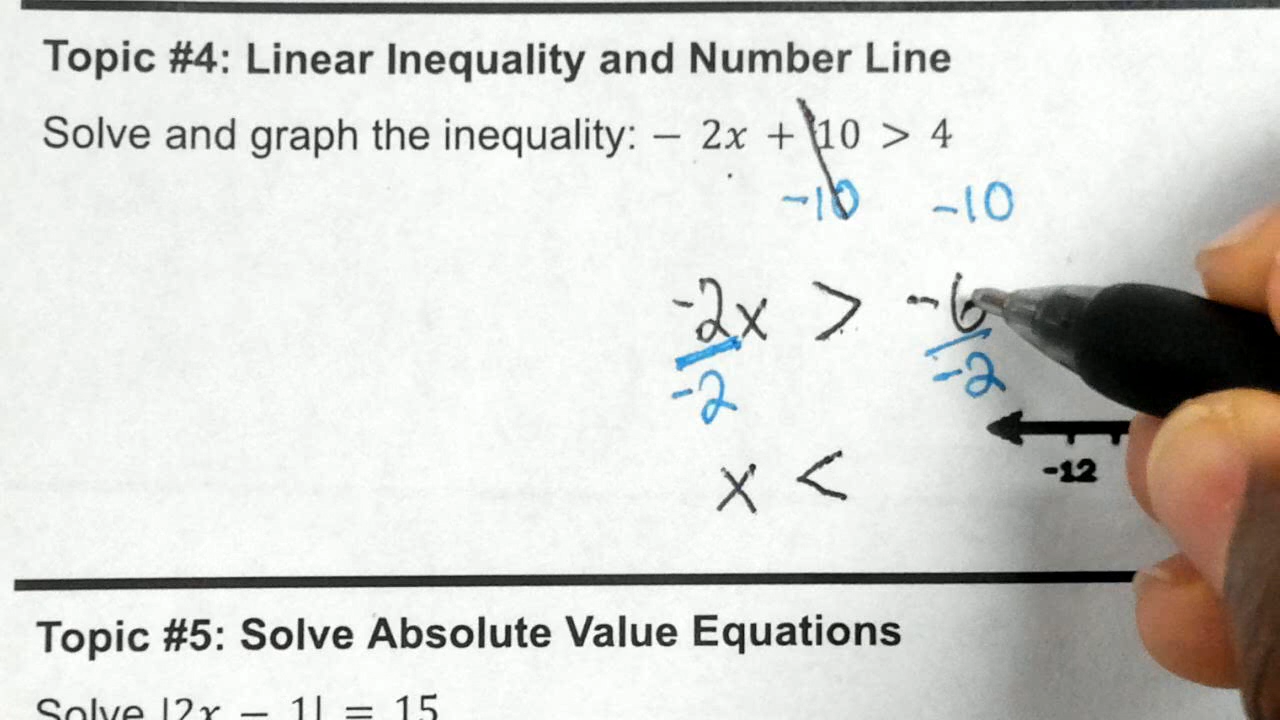 Topic #4: Linear Inequality and Number Line
Solve and graph the inequality: − 2x + 10 > 4
-10 -10
-2x > -6
-2 -2
x <
-12
Topic #5: Solve Absolute Value Equations
Solve |2x − 1| = 15